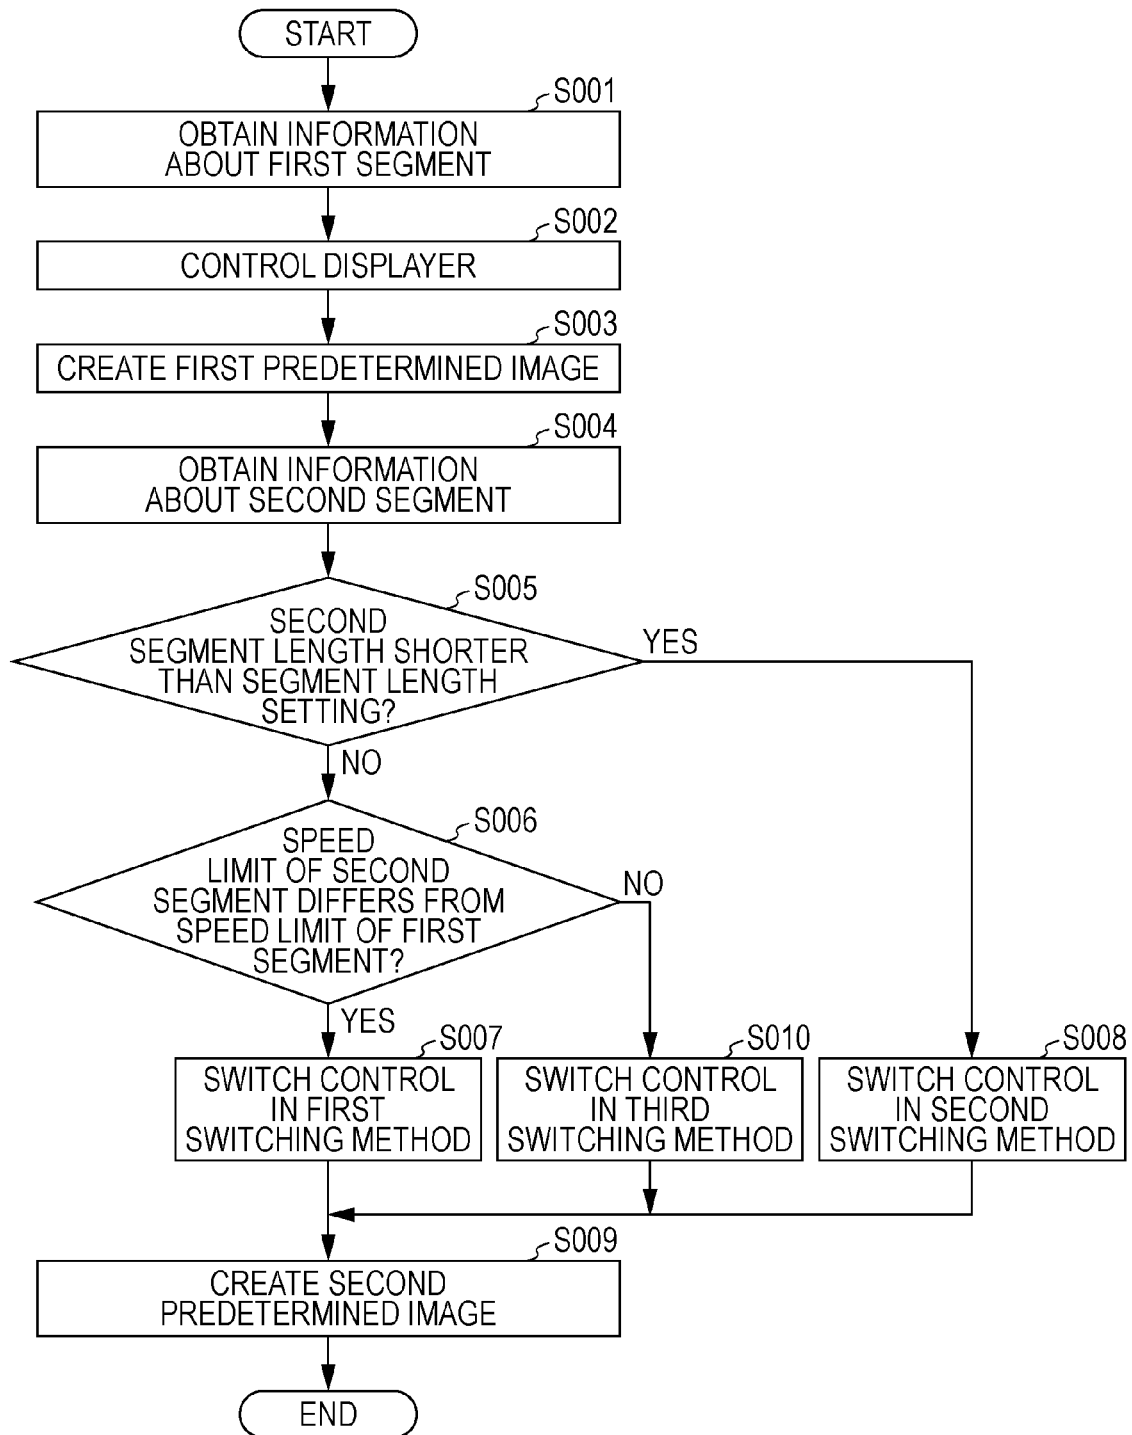 START
S001
OBTAIN INFORMATION
ABOUT FIRST SEGMENT
S002
CONTROL DISPLAYER
S003
CREATE FIRST PREDETERMINED IMAGE
S004
OBTAIN INFORMATION
ABOUT SECOND SEGMENT
S005
SECOND
SEGMENT LENGTH SHORTER
THAN SEGMENT LENGTH
SETTING?
YES
NO
S006
SPEED
LIMIT OF SECOND
SEGMENT DIFFERS FROM
SPEED LIMIT OF FIRST
SEGMENT?
NO
YES
S007
SWITCH CONTROL
IN FIRST
SWITCHING METHOD
S010
SWITCH CONTROL
IN THIRD
SWITCHING METHOD
S008
SWITCH CONTROL
IN SECOND
SWITCHING METHOD
S009
CREATE SECOND
PREDETERMINED IMAGE
END